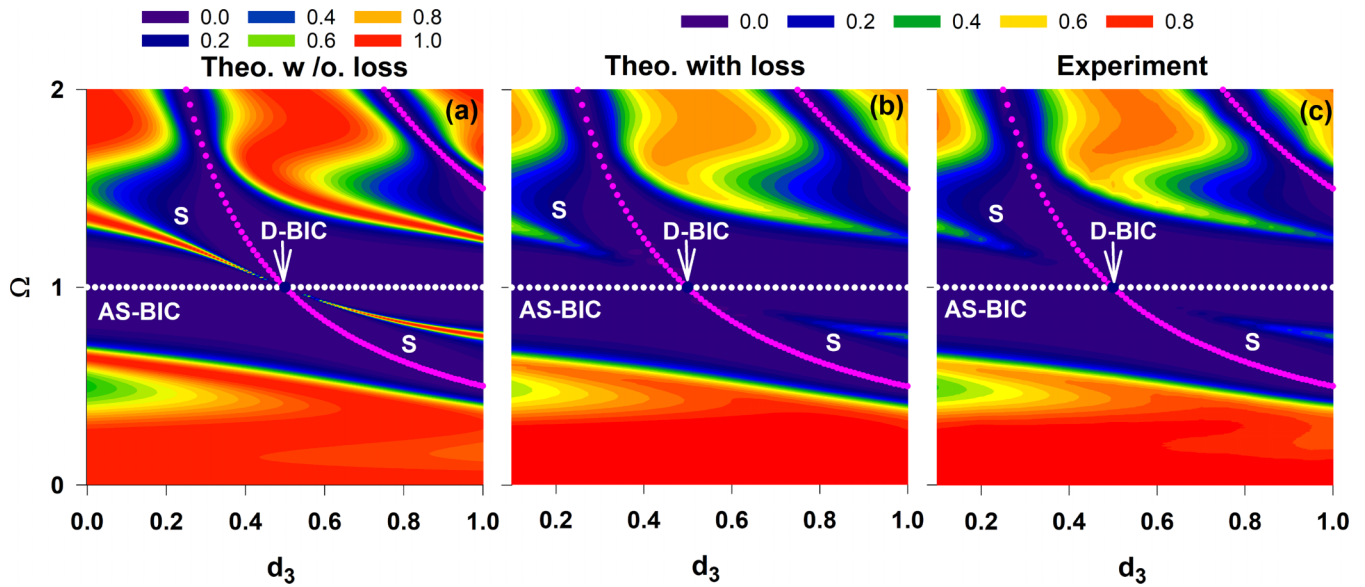 0.0 0.4 0.8
0.2 0.6 1.0
0.0 0.2 0.4 0.6 0.8
Theo. w /o. loss
Theo. with loss
Experiment
(a)
(b)
(c)
2
1
0
Ω
S
D-BIC
AS-BIC
S
S
D-BIC
AS-BIC
S
S
D-BIC
AS-BIC
S
0.0 0.2 0.4 0.6 0.8 1.0
0.2 0.4 0.6 0.8 1.0
0.2 0.4 0.6 0.8 1.0
d3
d3
d3